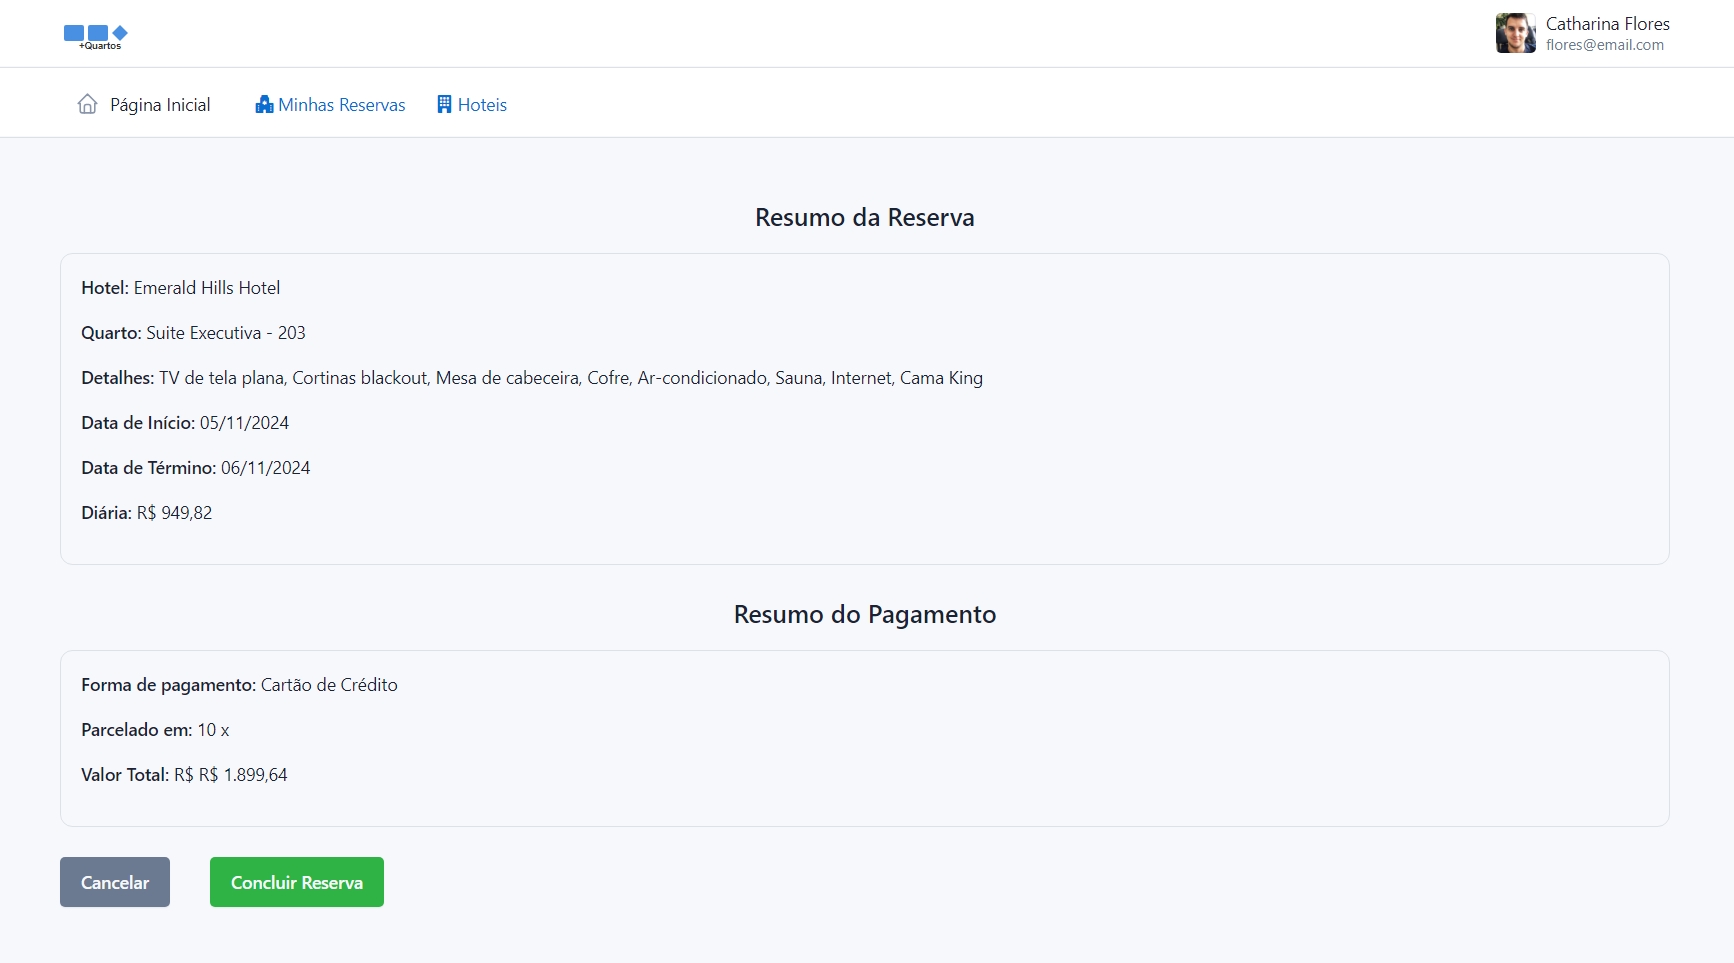 +Quartos
Catharina Flores
flores@email.com
Página Inicial
Minhas Reservas
Hoteis
Resumo da Reserva
Hotel: Emerald Hills Hotel
Quarto: Suite Executiva - 203
Detalhes: TV de tela plana, Cortinas blackout, Mesa de cabeceira, Cofre, Ar-condicionado, Sauna, Internet, Cama King
Data de Início: 05/11/2024
Data de Término: 06/11/2024
Diária: R$ 949,82
Resumo do Pagamento
Forma de pagamento: Cartão de Crédito
Parcelado em: 10 x
Valor Total: R$ R$ 1.899,64
Cancelar
Concluir Reserva